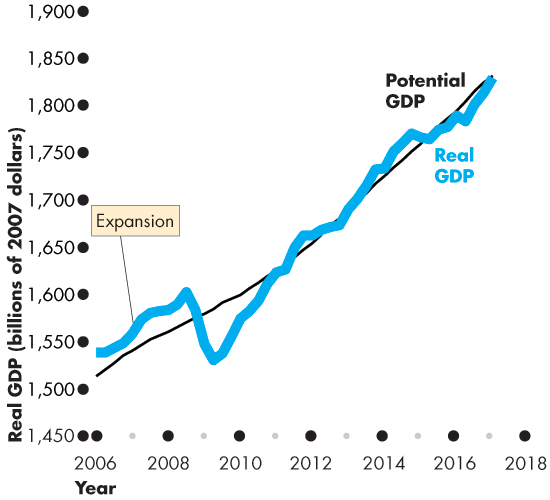 1,900
1,850
1,800
1,750
1,700
1,650
1,600
1,550
1,500
1,450
Real GDP (billions of 2007 dollars)
Potential
GDP
Real
GDP
Expansion
2006 2008 2010 2012 2014 2016 2018
Year